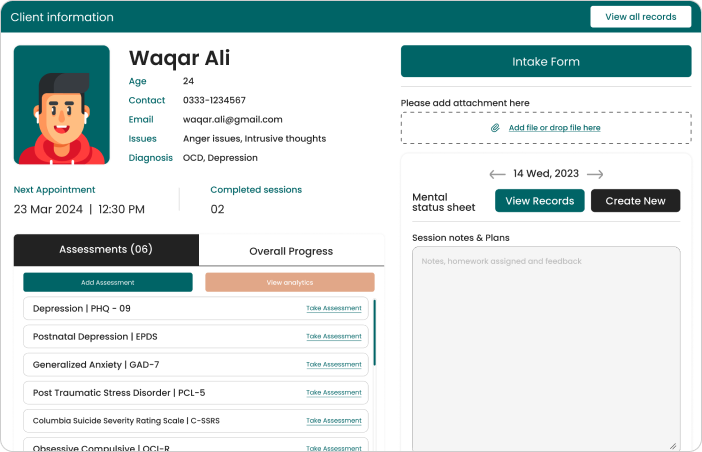 Client information
View all records
Waqar Ali
Age 24
Contact 0333-1234567
Email waqar.ali@gmail.com
Issues Anger issues, Intrusive thoughts
Diagnosis OCD, Depression
Next Appointment
23 Mar 2024 | 12:30 PM
Completed sessions
02
Assessments (06)
Overall Progress
Add Assessment
View analytics
Depression | PHQ - 09 Take Assessment
Postnatal Depression | EPDS Take Assessment
Generalized Anxiety | GAD-7 Take Assessment
Post Traumatic Stress Disorder | PCL-5 Take Assessment
Columbia Suicide Severity Rating Scale | C-SSRS Take Assessment
Obsessive Compulsive | OCI-R Take Assessment
Intake Form
Please add attachment here
Add file or drop file here
14 Wed, 2023
Mental
status sheet
View Records
Create New
Session notes & Plans
Notes, homework assigned and feedback